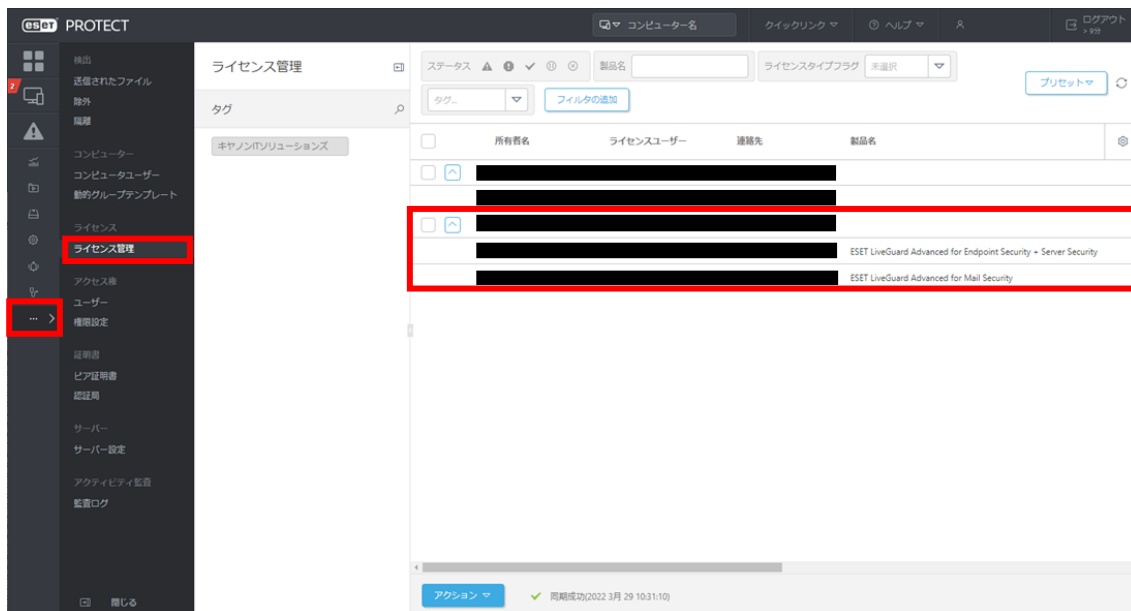 eset PROTECT
コンピューター名
クイックリンク
ヘルプ
ログアウト
> 9分
2
検出
送信されたファイル
除外
隔離
コンピューター
コンピュータユーザー
動的グループテンプレート
ライセンス
ライセンス管理
アクセス権
ユーザー
権限設定
証明書
ピア証明書
認証局
サーバー
サーバー設定
アクティビティ監査
監査ログ
閉じる
ライセンス管理
タグ
キヤノンITソリューションズ
ステータス
製品名
ライセンスタイプフラグ 未選択
プリセット
タグ...
フィルタの追加
所有者名 ライセンスユーザー 連絡先 製品名
ESET LiveGuard Advanced for Endpoint Security + Server Security
ESET LiveGuard Advanced for Mail Security
アクション
同期成功(2022 3月 29 10:31:10)